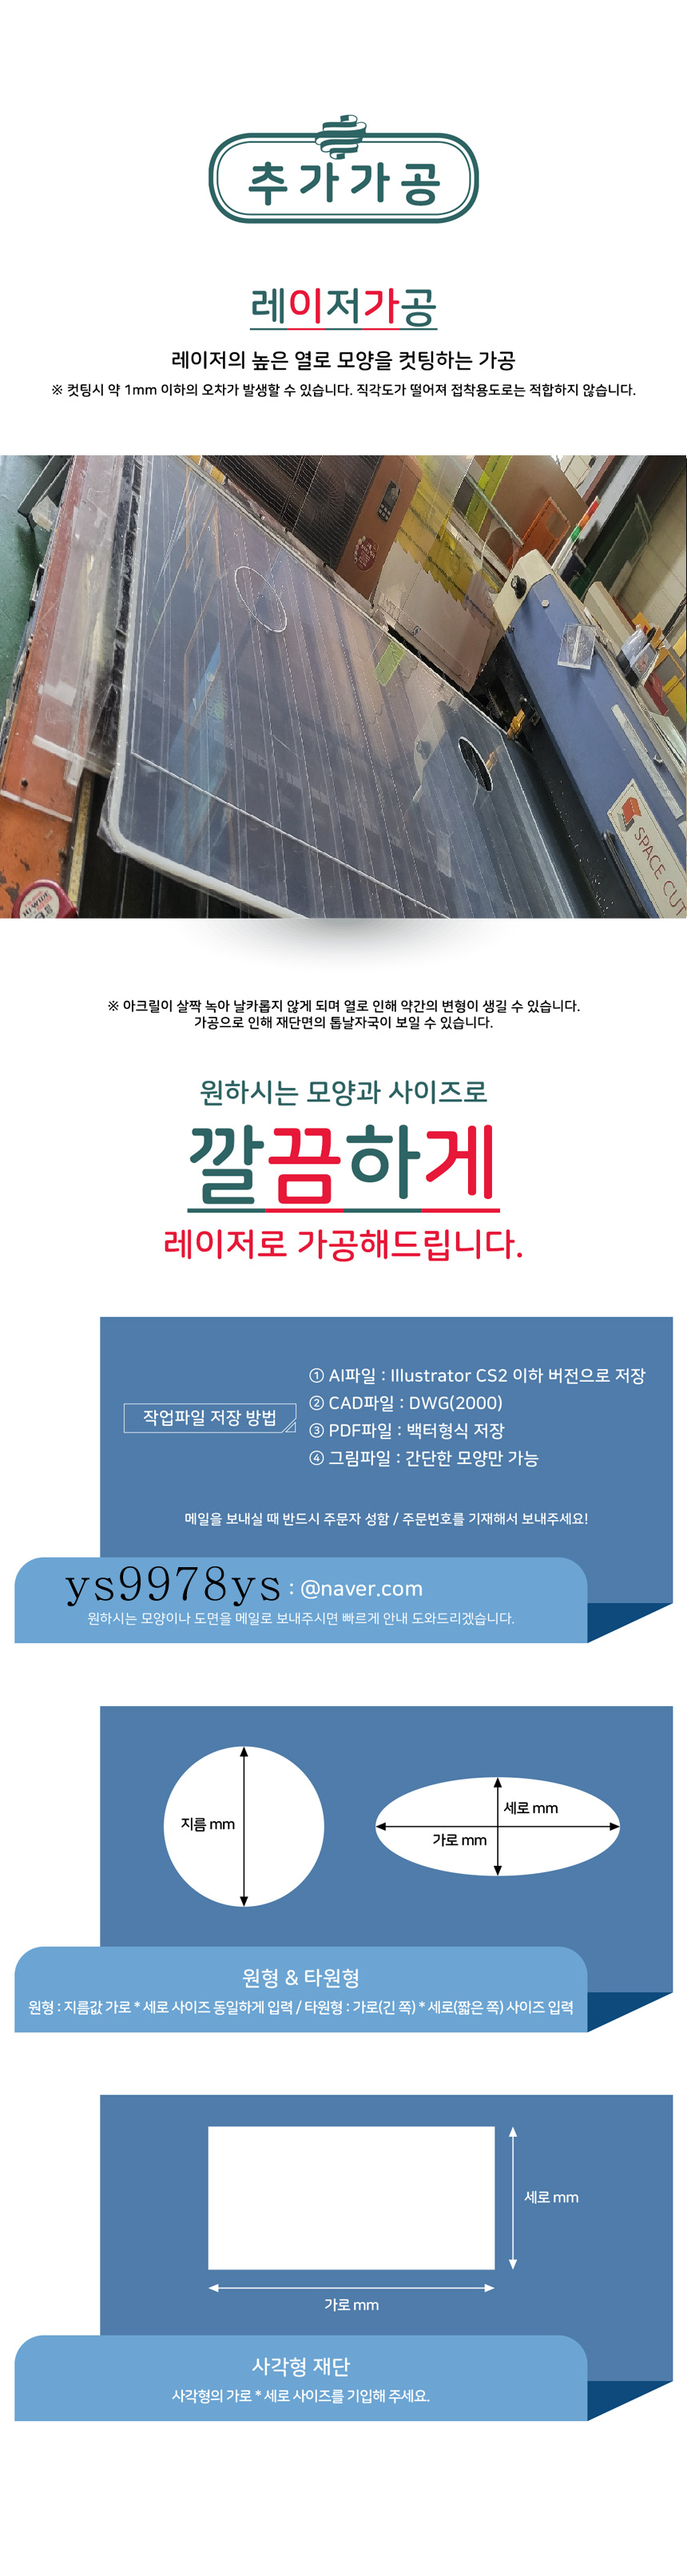 추가가공
레이저가공
레이저의 높은 열로 모양을 컷팅하는 가공
※ 컷팅시 약 1mm 이하의 오차가 발생할 수 있습니다. 직각도가 떨어져 접착용도로는 적합하지 않습니다.
SPACE CUT
※ 아크릴이 살짝 녹아 날카롭지 않게 되며 열로 인해 약간의 변형이 생길 수 있습니다.
가공으로 인해 재단면의 톱날자국이 보일 수 있습니다.
원하시는 모양과 사이즈로
깔끔하게
레이저로 가공해드립니다.
작업파일 저장 방법
① AI파일 : Illustrator CS2 이하 버전으로 저장
② CAD파일 : DWG(2000)
③ PDF파일 : 백터형식 저장
④ 그림파일 : 간단한 모양만 가능
메일을 보내실 때 반드시 주문자 성함 / 주문번호를 기재해서 보내주세요!
ys9978ys : @naver.com
원하시는 모양이나 도면을 메일로 보내주시면 빠르게 안내 도와드리겠습니다.
지름 mm
세로 mm
가로 mm
원형 & 타원형
원형 : 지름값 가로 * 세로 사이즈 동일하게 입력 / 타원형 : 가로(긴 쪽) * 세로(짧은 쪽) 사이즈 입력
세로 mm
가로 mm
사각형 재단
사각형의 가로 * 세로 사이즈를 기입해 주세요.